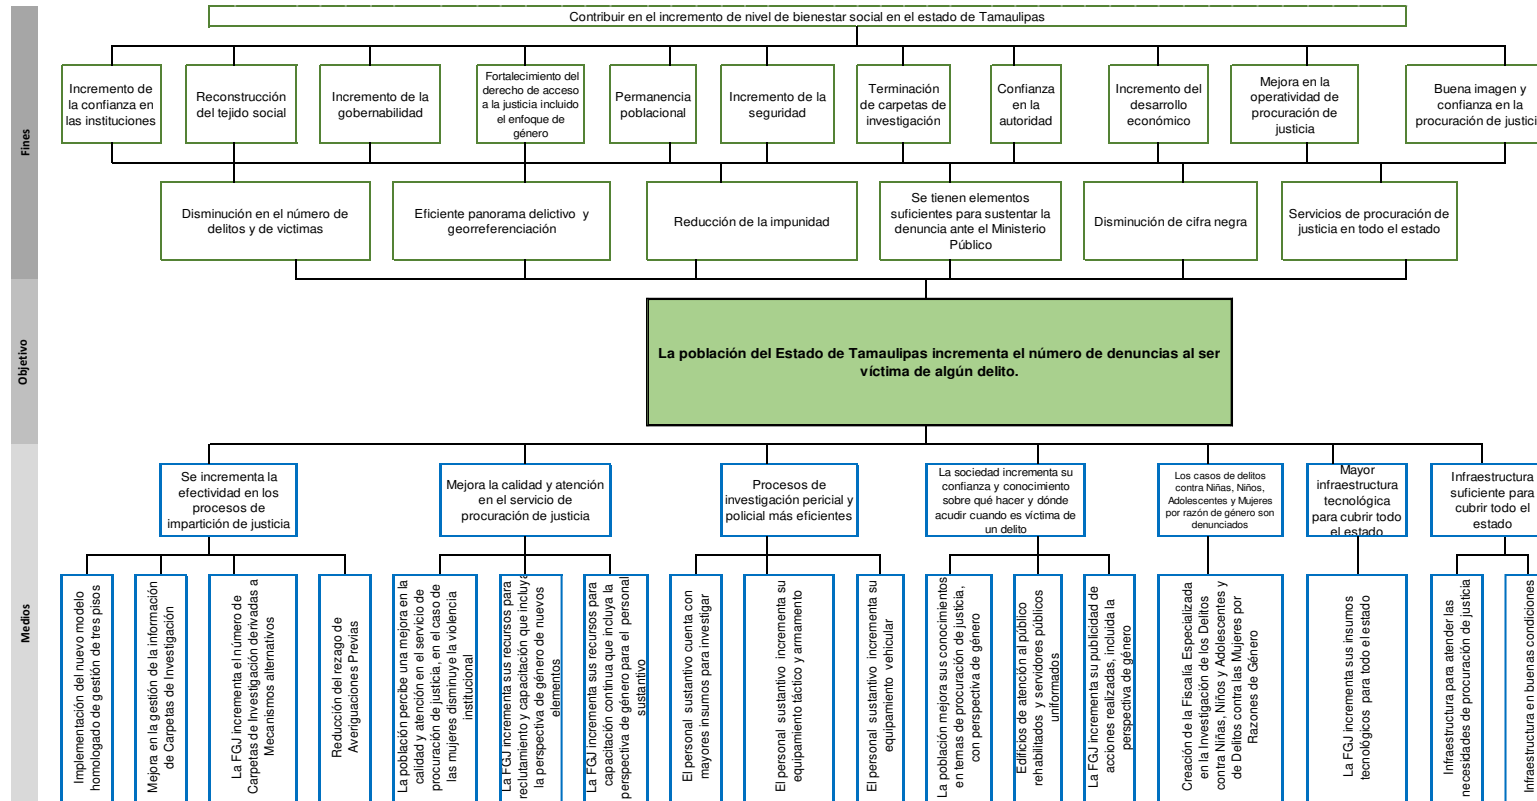 Contribuir en el incremento de nivel de bienestar social en el estado de Tamaulipas
Fines
Incremento de
la confianza en
las instituciones
Reconstrucción
del tejido social
Incremento de la
gobernabilidad
Fortalecimiento del
derecho de acceso
a la justicia incluido
el enfoque de
género
Permanencia
poblacional
Incremento de la
seguridad
Terminación
de carpetas de
investigación
Confianza
en la
autoridad
Incremento del
desarrollo
económico
Mejora en la
operatividad de
procuración de
justicia
Buena imagen y
confianza en la
procuración de justici
Disminución en el número de
delitos y de victimas
Eficiente panorama delictivo y
georreferenciación
Reducción de la impunidad
Se tienen elementos
suficientes para sustentar la
denuncia ante el Ministerio
Público
Disminución de cifra negra
Servicios de procuración de
justicia en todo el estado
Objetivo
La población del Estado de Tamaulipas incrementa el número de denuncias al ser
víctima de algún delito.
Medios
Se incrementa la
efectividad en los
procesos de
impartición de justicia
Mejora la calidad y atención
en el servicio de
procuración de justicia
Procesos de
investigación pericial y
policial más eficientes
La sociedad incrementa su
confianza y conocimiento
sobre qué hacer y dónde
acudir cuando es víctima de
un delito
Los casos de delitos
contra Niñas, Niños,
Adolescentes y Mujeres
por razón de género son
denunciados
Mayor
infraestructura
tecnológica
para cubrir todo
el estado
Infraestructura
suficiente para
cubrir todo el
estado
Implementación del nuevo modelo
homologado de gestión de tres pisos
Mejora en la gestión de la información
de Carpetas de Investigación
La FGJ incrementa el número de
Carpetas de Investigación derivadas a
Mecanismos alternativos
Reducción del rezago de
Averiguaciones Previas
La población percibe una mejora en la
calidad y atención en el servicio de
procuración de justicia, en el caso de
las mujeres disminuye la violencia
institucional
La FGJ incrementa sus recursos para
reclutamiento y capacitación que incluya
la perspectiva de género de nuevos
elementos
La FGJ incrementa sus recursos para
capacitación continua que incluya la
perspectiva de género para el personal
sustantivo
El personal sustantivo cuenta con
mayores insumos para investigar
El personal sustantivo incrementa su
equipamiento táctico y armamento
El personal sustantivo incrementa su
equipamiento vehicular
La población mejora sus conocimientos
en temas de procuración de justicia,
con perspectiva de género
Edificios de atención al público
rehabilitados y servidores públicos
uniformados
La FGJ incrementa su publicidad de
acciones realizadas, incluida la
perspectiva de género
Creación de la Fiscalía Especializada
en la Investigación de los Delitos
contra Niñas, Niños y Adolescentes y
de Delitos contra las Mujeres por
Razones de Género
La FGJ incrementa sus insumos
tecnológicos para todo el estado
Infraestructura para atender las
necesidades de procuración de justicia
Infraestructura en buenas condiciones